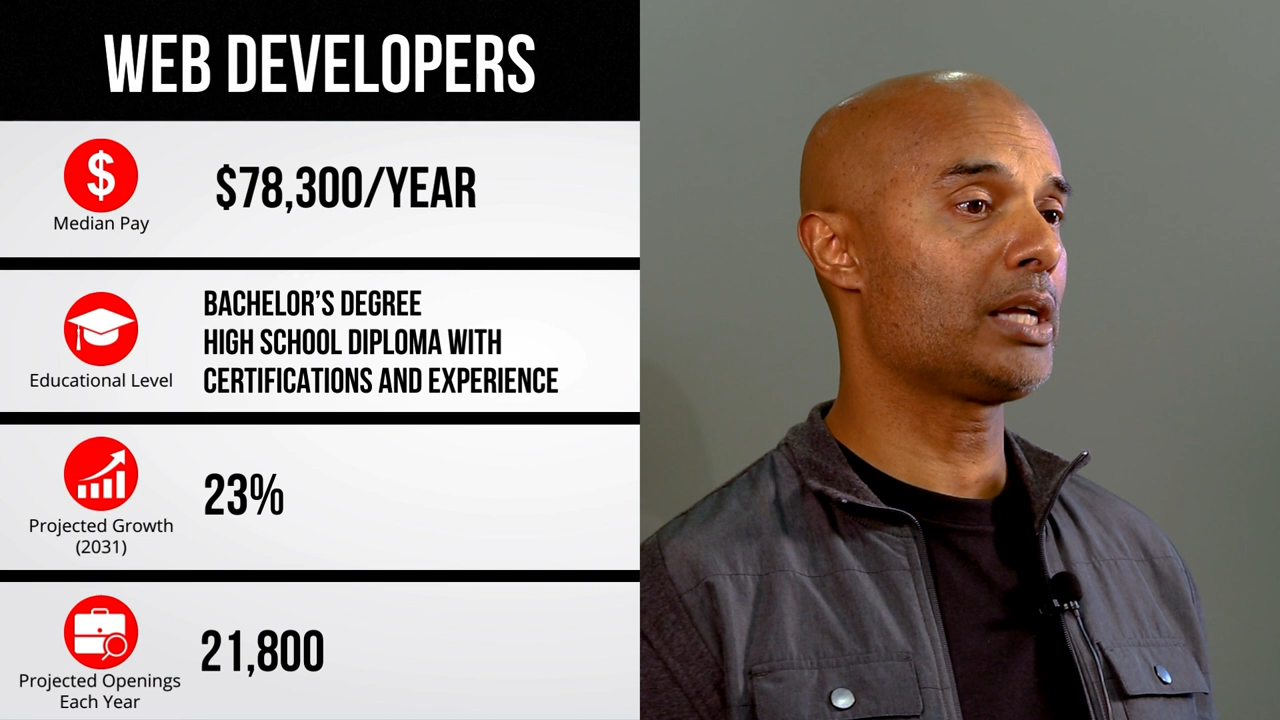 WEB DEVELOPERS
$
Median Pay
$78,300/YEAR
Educational Level
BACHELOR'S DEGREE
HIGH SCHOOL DIPLOMA WITH
CERTIFICATIONS AND EXPERIENCE
Projected Growth
(2031)
23%
Projected Openings
Each Year
21,800